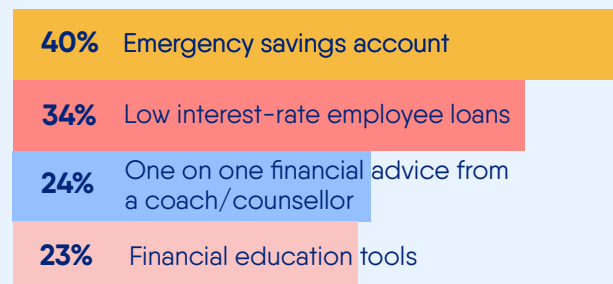 40% Emergency savings account
34% Low interest-rate employee loans
24% One on one financial advice from
a coach/counsellor
23% Financial education tools